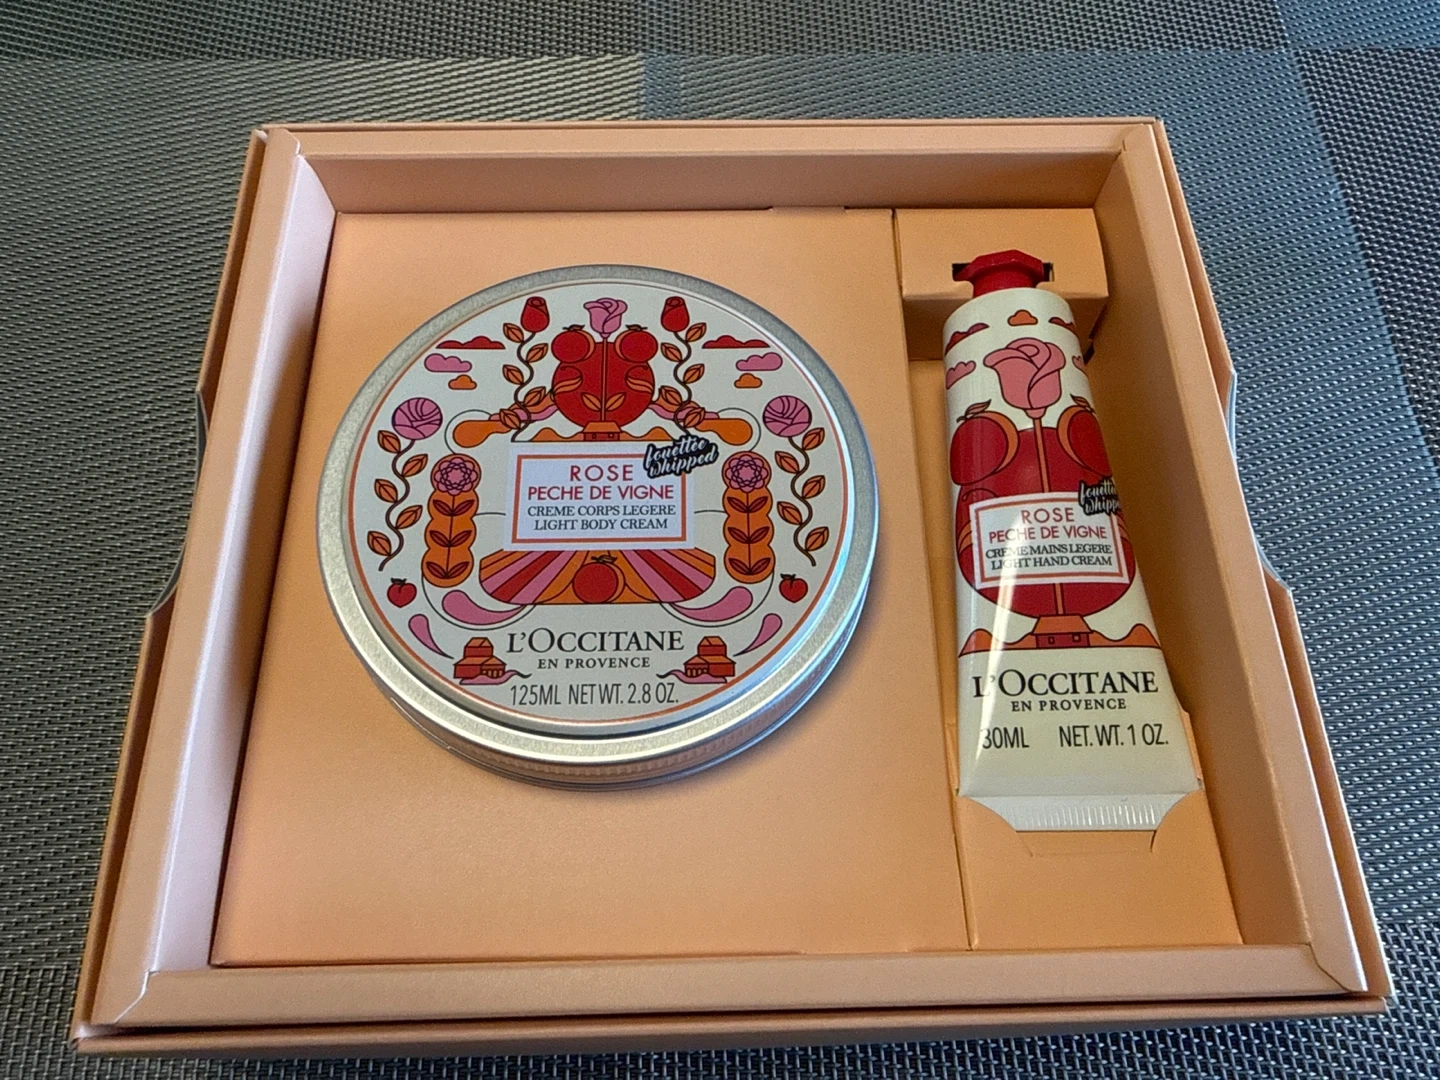 fouettée
whipped
ROSE
PECHE DE VIGNE
CREME CORPS LEGERE
LIGHT BODY CREAM
L'OCCITANE
EN PROVENCE
125ML NET WT. 2.8 OZ.
ROSE
PECHE DE VIGNE
CREME MAINS LEGERE
LIGHT HAND CREAM
L'OCCITANE
EN PROVENCE
30ML NET. WT. 1 OZ.